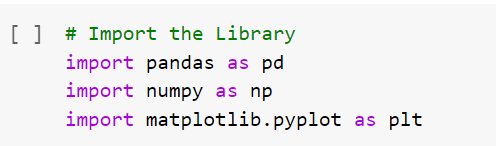 [ ] # Import the Library
import pandas as pd
import numpy as np
import matplotlib.pyplot as plt